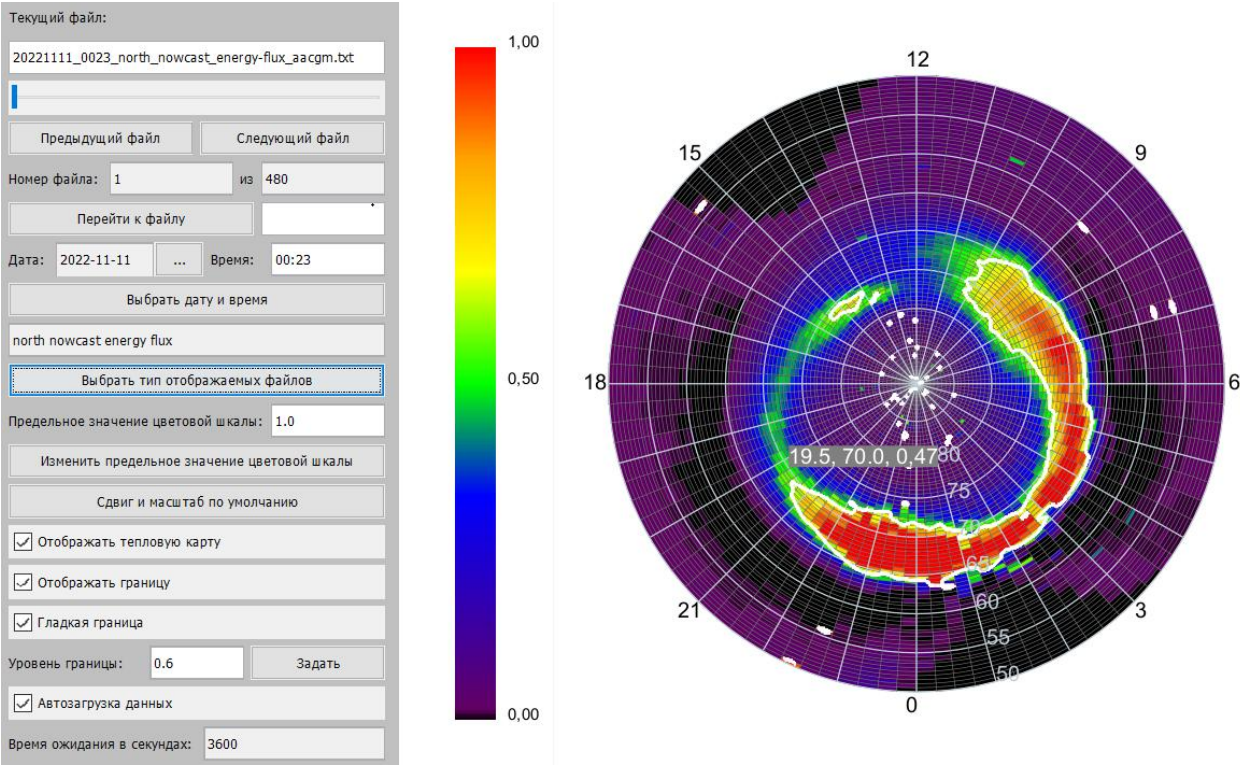 Текущий файл:
20221111_0023_north_nowcast_energy-flux_aacgm.txt
Предыдущий файл Следующий файл
Номер файла: 1 из 480
Перейти к файлу
Дата: 2022-11-11 ... Время: 00:23
Выбрать дату и время
north nowcast energy flux
Выбрать тип отображаемых файлов
Предельное значение цветовой шкалы: 1.0
Изменить предельное значение цветовой шкалы
Сдвиг и масштаб по умолчанию
Отображать тепловую карту
Отображать границу
Гладкая граница
Уровень границы: 0.6 Задать
Автозагрузка данных
Время ожидания в секундах: 3600
1,00
0,50
0,00
12
15 9
18 6
19.5, 70.0, 0,47 80
75
70
65
60
21 3
55
50
0